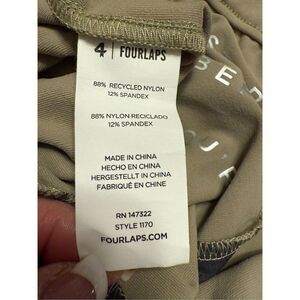 4 | FOURLAPS
88% RECYCLED NYLON
12% SPANDEX
88% NYLON RECICLADO
12% SPANDEX
MADE IN CHINA
HECHO EN CHINA
HERGESTELLT IN CHINA
FABRIQUÉ EN CHINE
RN 147322
STYLE 1170
FOURLAPS.COM